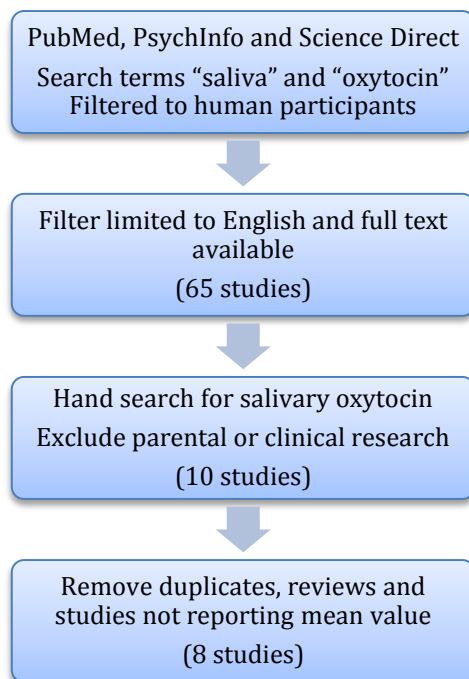 PubMed, PsychInfo and Science Direct
Search terms “saliva” and “oxytocin”
Filtered to human participants
Filter limited to English and full text
available
(65 studies)
Hand search for salivary oxytocin
Exclude parental or clinical research
(10 studies)
Remove duplicates, reviews and
studies not reporting mean value
(8 studies)